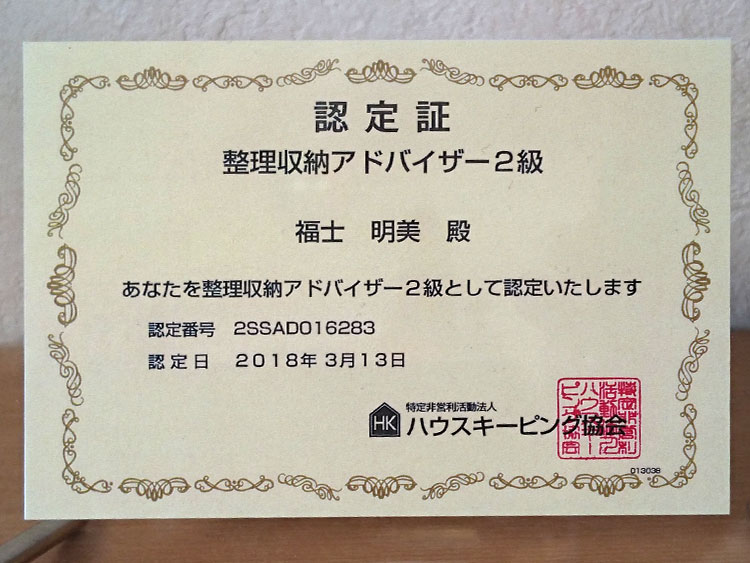 認定証
整理収納アドバイザー2級
福士 明美 殿
あなたを整理収納アドバイザー2級として認定いたします
認定番号 2SSAD016283
認定日 2018年3月13日
特定非営利活動法人
HK ハウスキーピング協会
013038